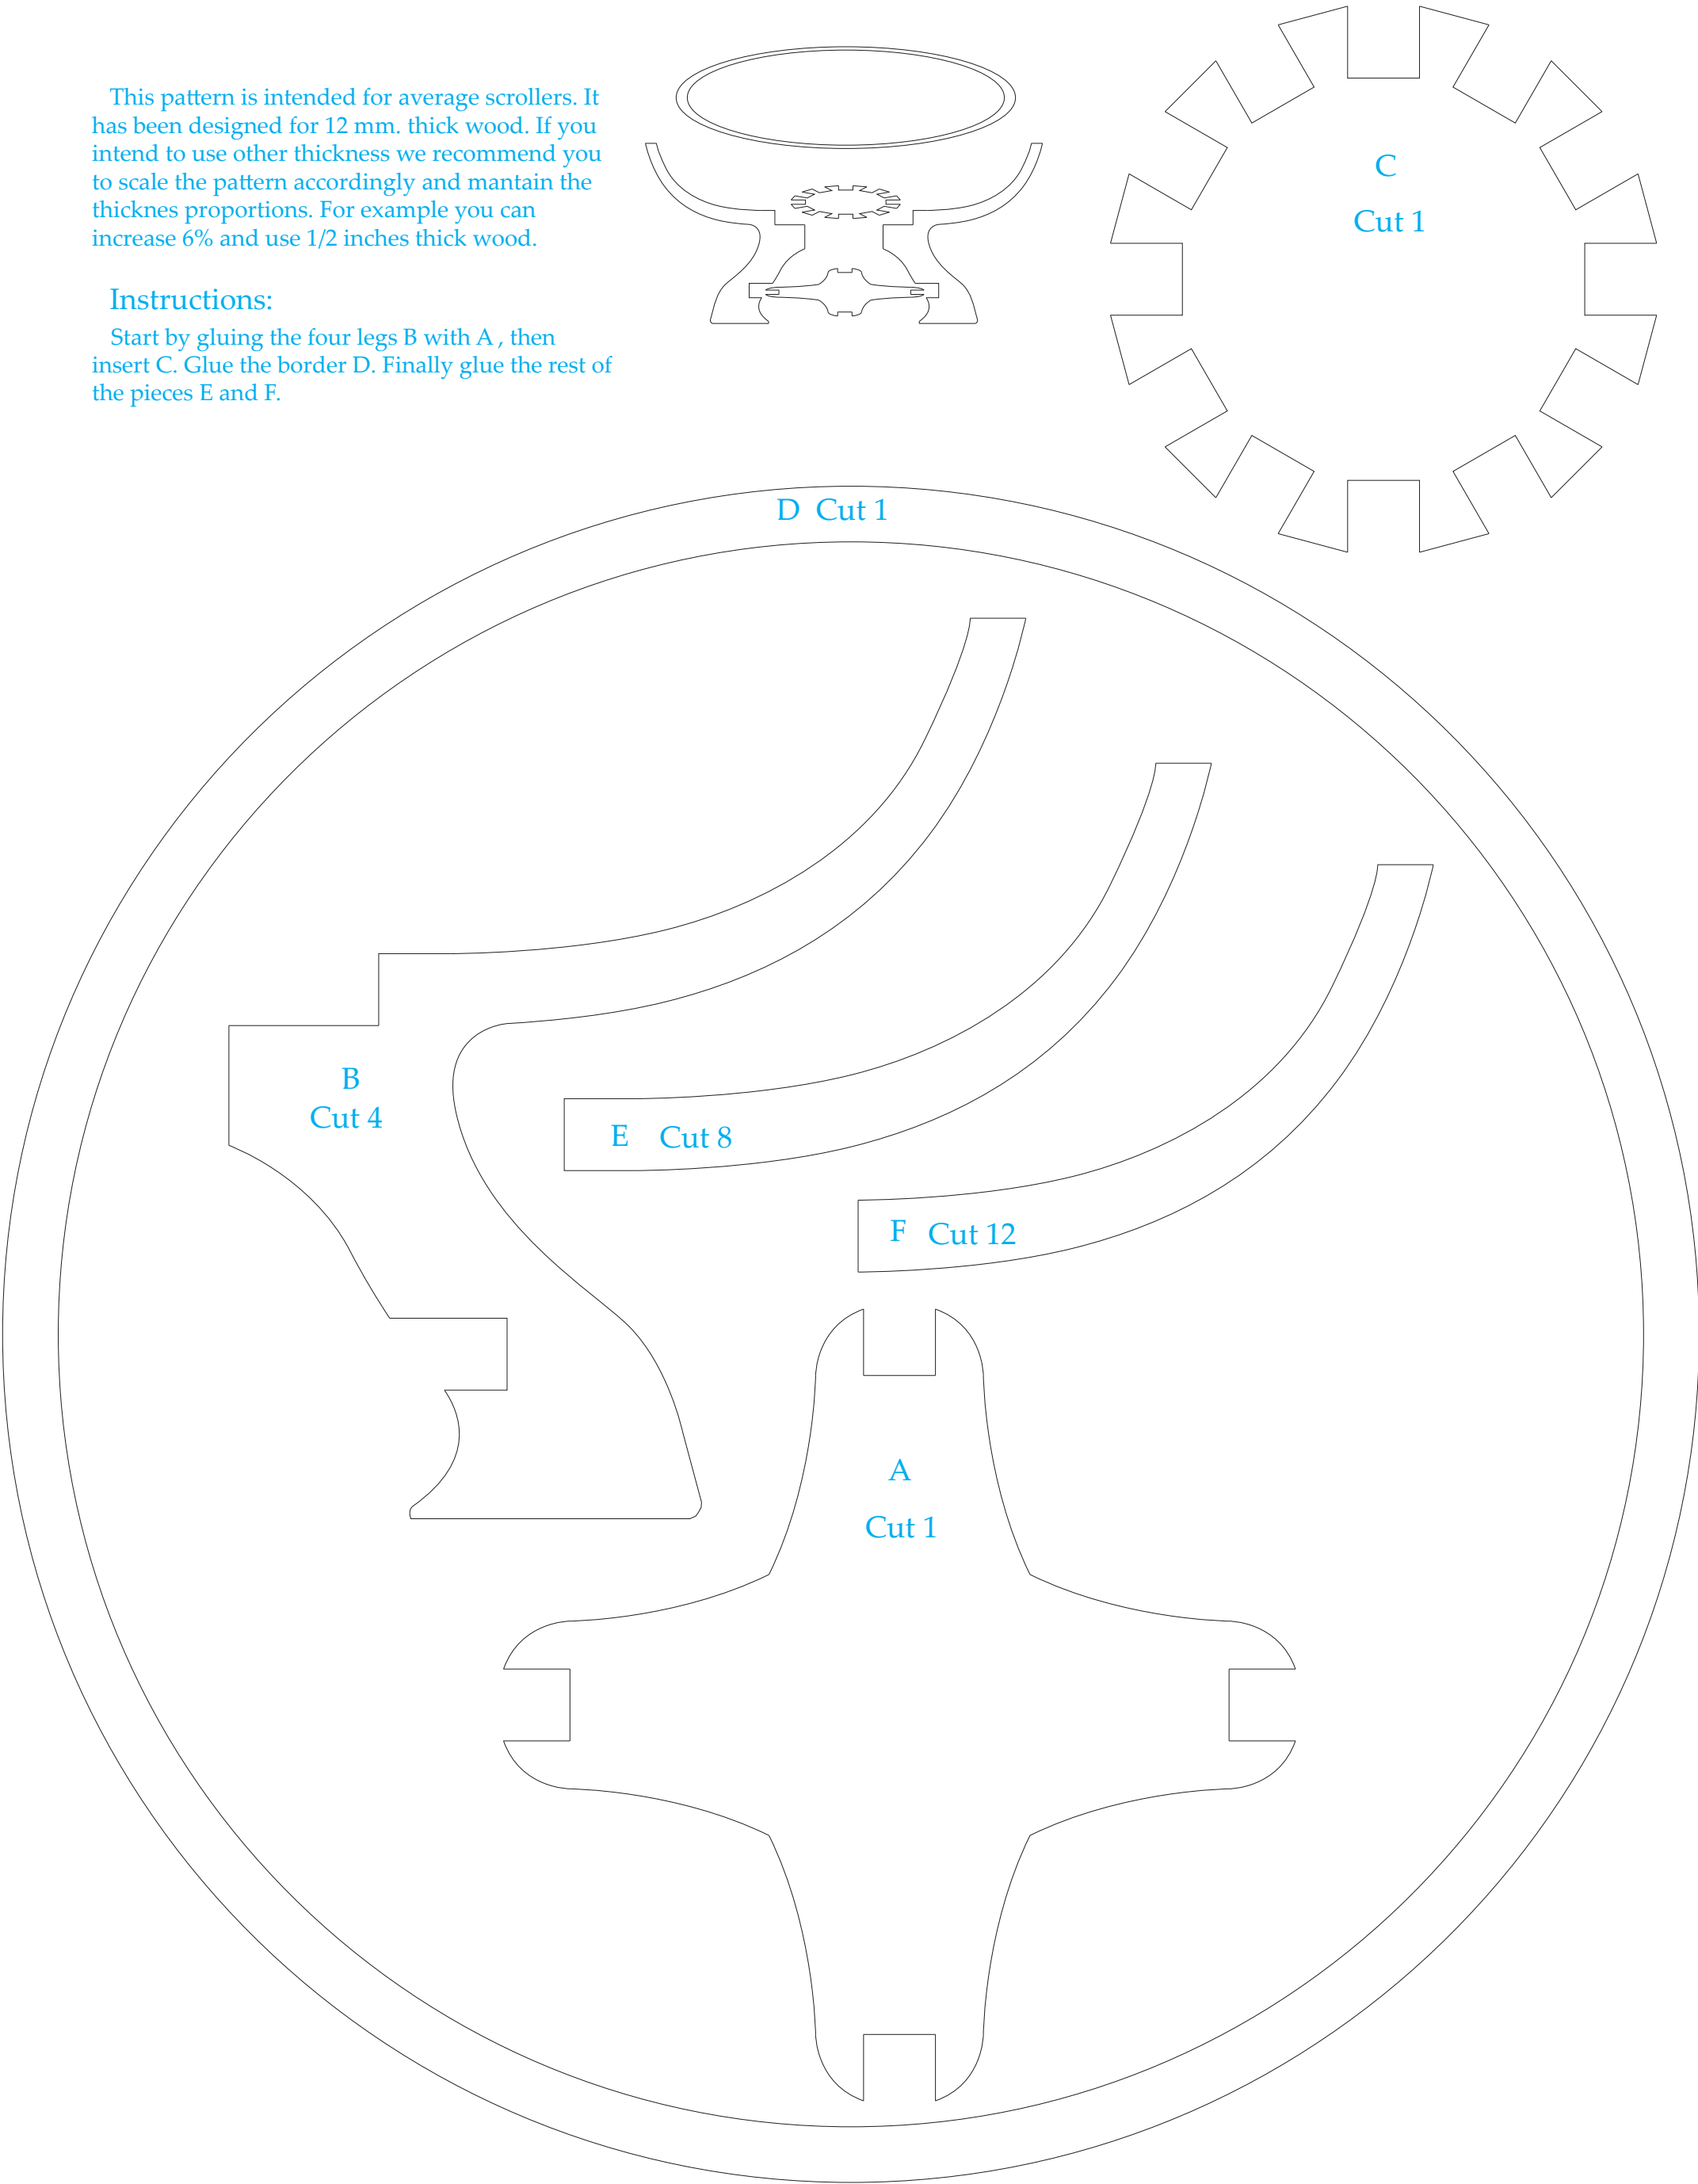 This pattern is intended for average scrollers. It
has been designed for 12 mm. thick wood. If you
intend to use other thickness we recommend you
to scale the pattern accordingly and mantain the
thicknes proportions. For example you can
increase 6% and use 1/2 inches thick wood.
Instructions:
Start by gluing the four legs B with A , then
insert C. Glue the border D. Finally glue the rest of
the pieces E and F.
C
Cut 1
D Cut 1
B
Cut 4
E Cut 8
F Cut 12
A
Cut 1